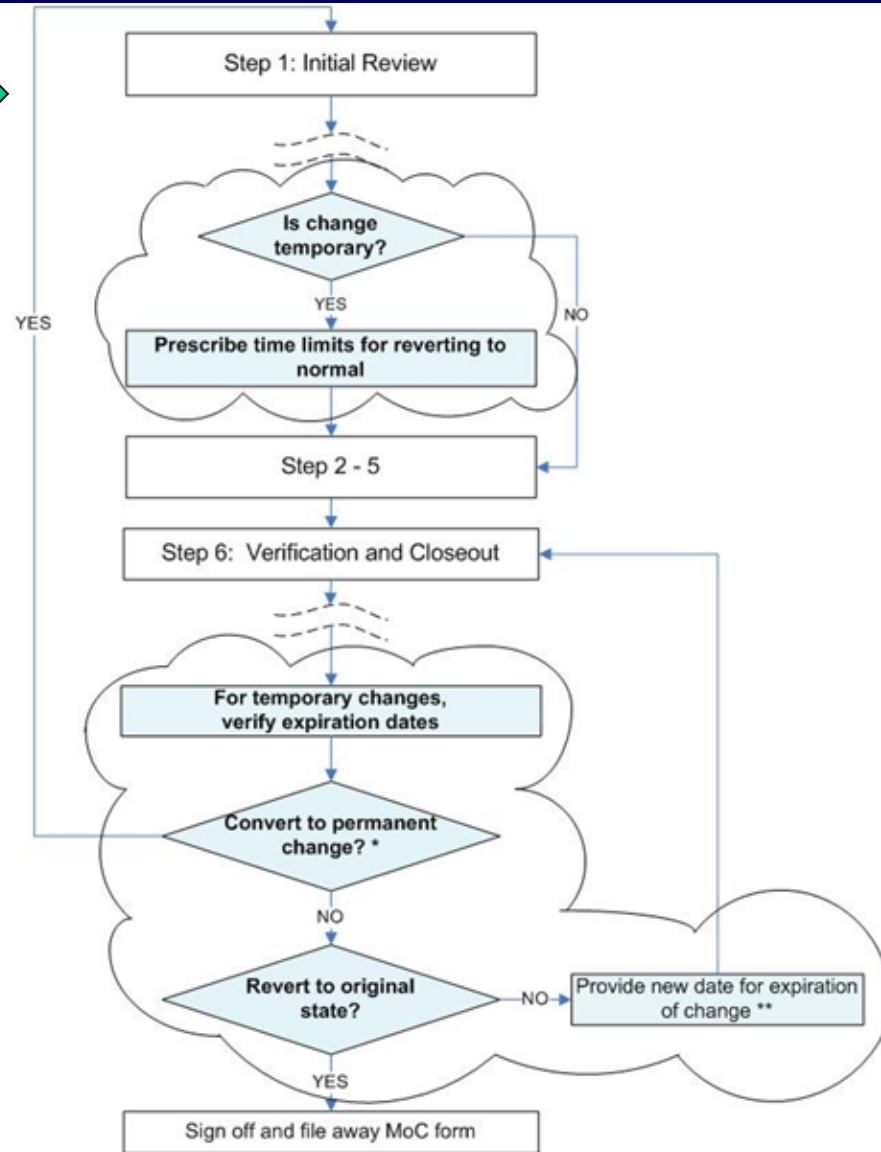 Step 1: Initial Review
Is change
temporary?
YES
NO
YES
Prescribe time limits for reverting to
normal
Step 2 - 5
Step 6:  Verification and Closeout
For temporary changes,
verify expiration dates
Convert to permanent
change? *
NO
Revert to original
state?
NO
Provide new date for expiration
of change **
YES
Sign off and file away MoC form